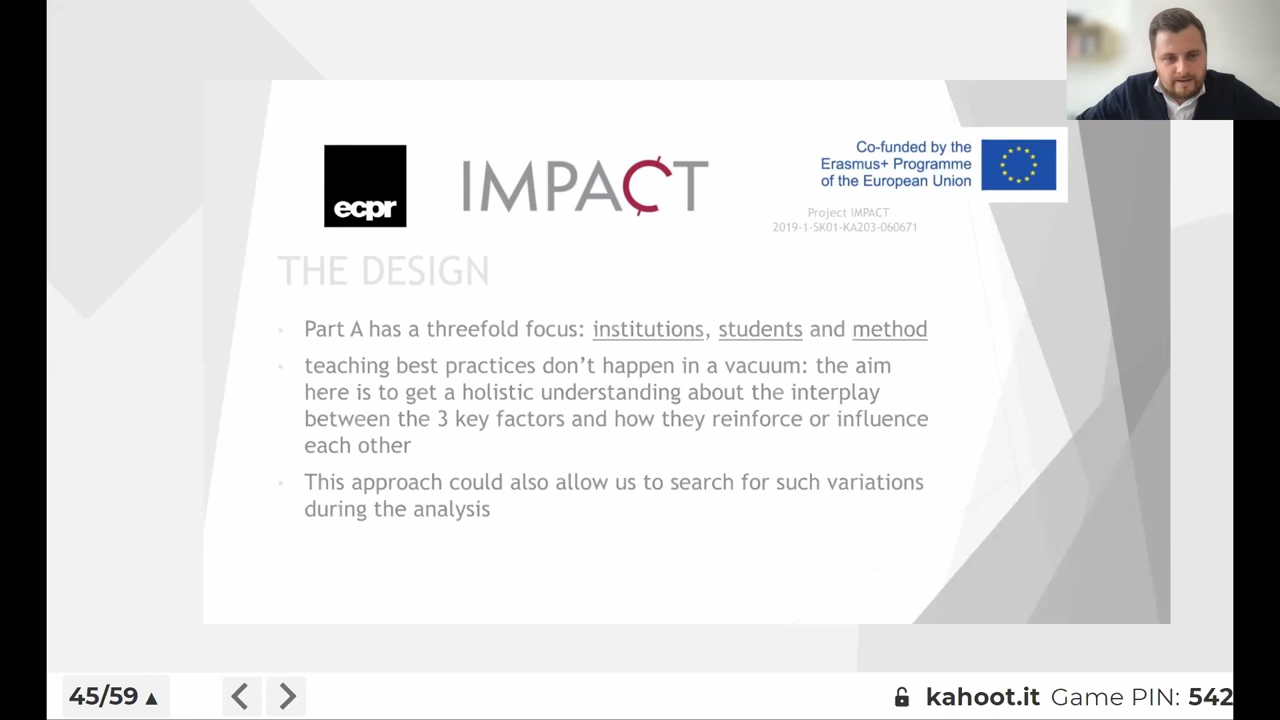 ecpr
IMPACT
Co-funded by the
Erasmus+ Programme
of the European Union
Project IMPACT
2019-1-SK01-KA203-060671
THE DESIGN
Part A has a threefold focus: institutions, students and method
teaching best practices don’t happen in a vacuum: the aim
here is to get a holistic understanding about the interplay
between the 3 key factors and how they reinforce or influence
each other
This approach could also allow us to search for such variations
during the analysis
45/59 ▲
kahoot.it Game PIN: 542